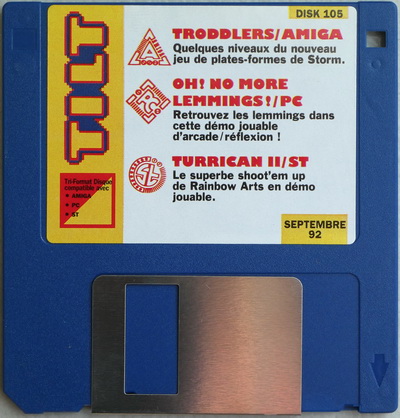 DISK 105
TILT
TRODDLERS/AMIGA
Quelques niveaux du nouveau
jeu de plates-formes de Storm.
OH! NO MORE
LEMMINGS!/PC
Retrouvez les lemmings dans
cette démo jouable
d'arcade/réflexion !
TURRICAN II/ST
Le superbe shoot'em up
de Rainbow Arts en démo
jouable.
Tri-Format Disque
compatible avec
• AMIGA
• PC
• ST
SEPTEMBRE
92